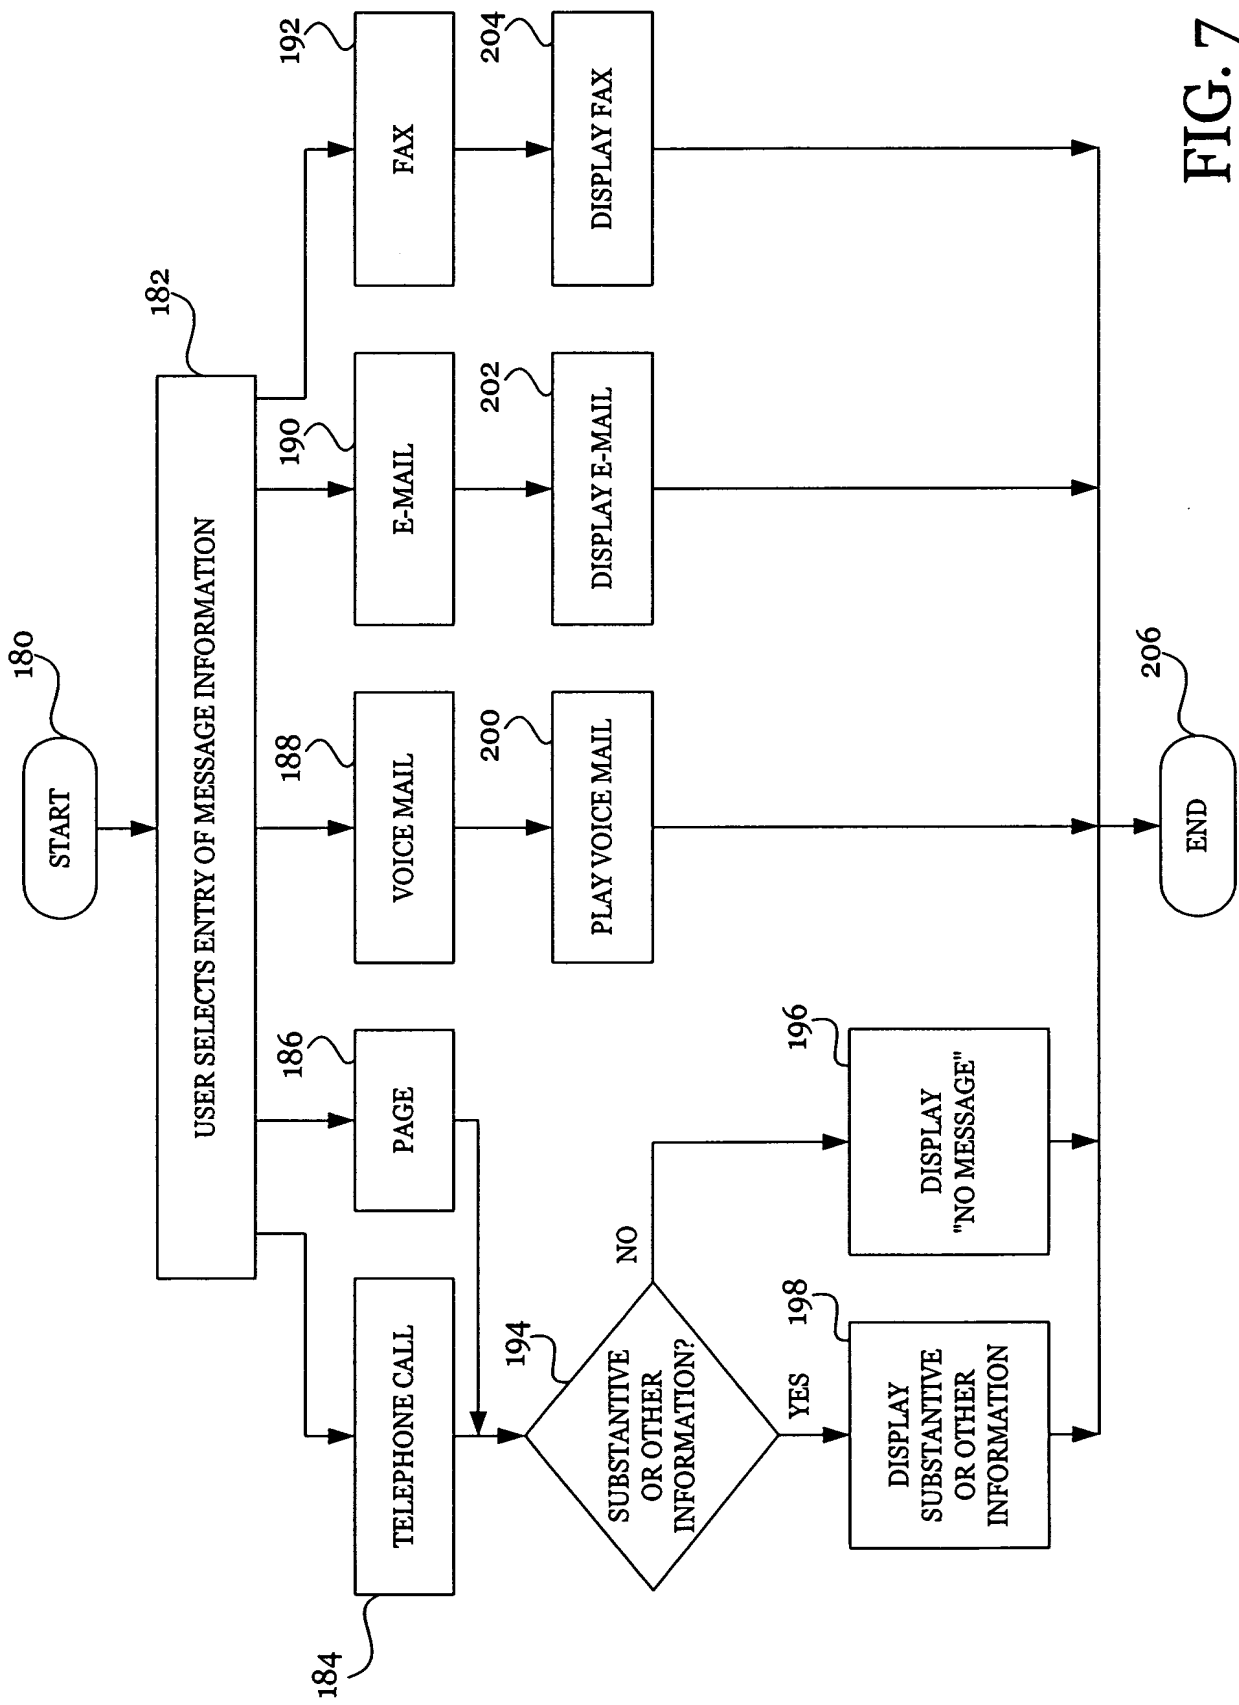 180
START
182
USER SELECTS ENTRY OF MESSAGE INFORMATION
184
TELEPHONE CALL
186
PAGE
188
VOICE MAIL
190
E-MAIL
192
FAX
194
SUBSTANTIVE
OR OTHER
INFORMATION?
NO
YES
200
PLAY VOICE MAIL
202
DISPLAY E-MAIL
204
DISPLAY FAX
198
DISPLAY
SUBSTANTIVE
OR OTHER
INFORMATION
196
DISPLAY
"NO MESSAGE"
206
END
FIG. 7